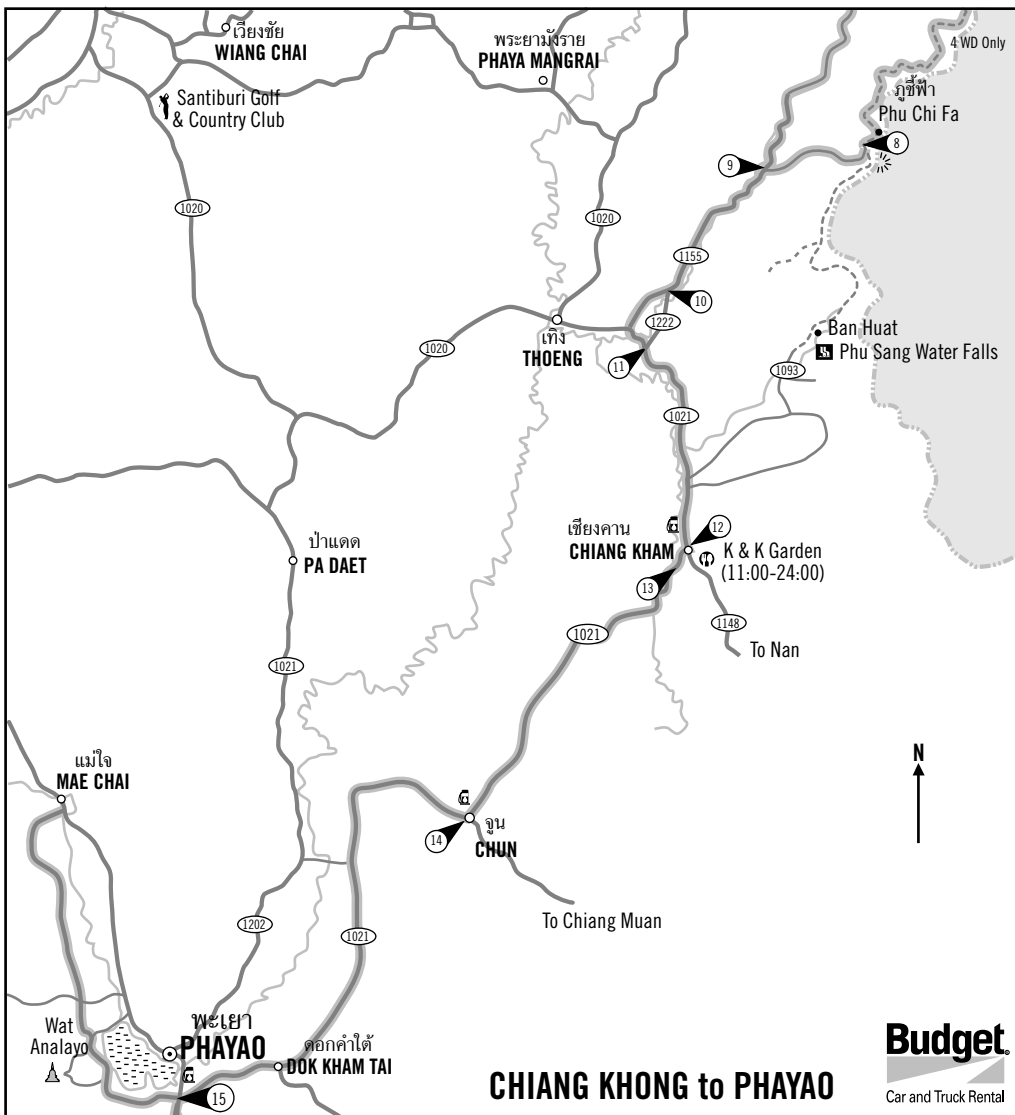 เวียงชัย
WIANG CHAI
พระยามังราย
PHAYA MANGRAI
4 WD Only
ภูชี้ฟ้า
Phu Chi Fa
Santiburi Golf
& Country Club
8
9
1020
1020
1155
10
1222
เทิง
THOENG
11
1020
Ban Huat
Phu Sang Water Falls
1093
1021
เชียงคาน
CHIANG KHAM
12
K & K Garden
(11:00-24:00)
13
ป่าแดด
PA DAET
1148
To Nan
1021
1021
แม่ใจ
MAE CHAI
N
จูน
CHUN
14
To Chiang Muan
1202
1021
Wat
Analayo
พะเยา
PHAYAO
ดอกคำใต้
DOK KHAM TAI
15
CHIANG KHONG to PHAYAO
Budget
Car and Truck Rental